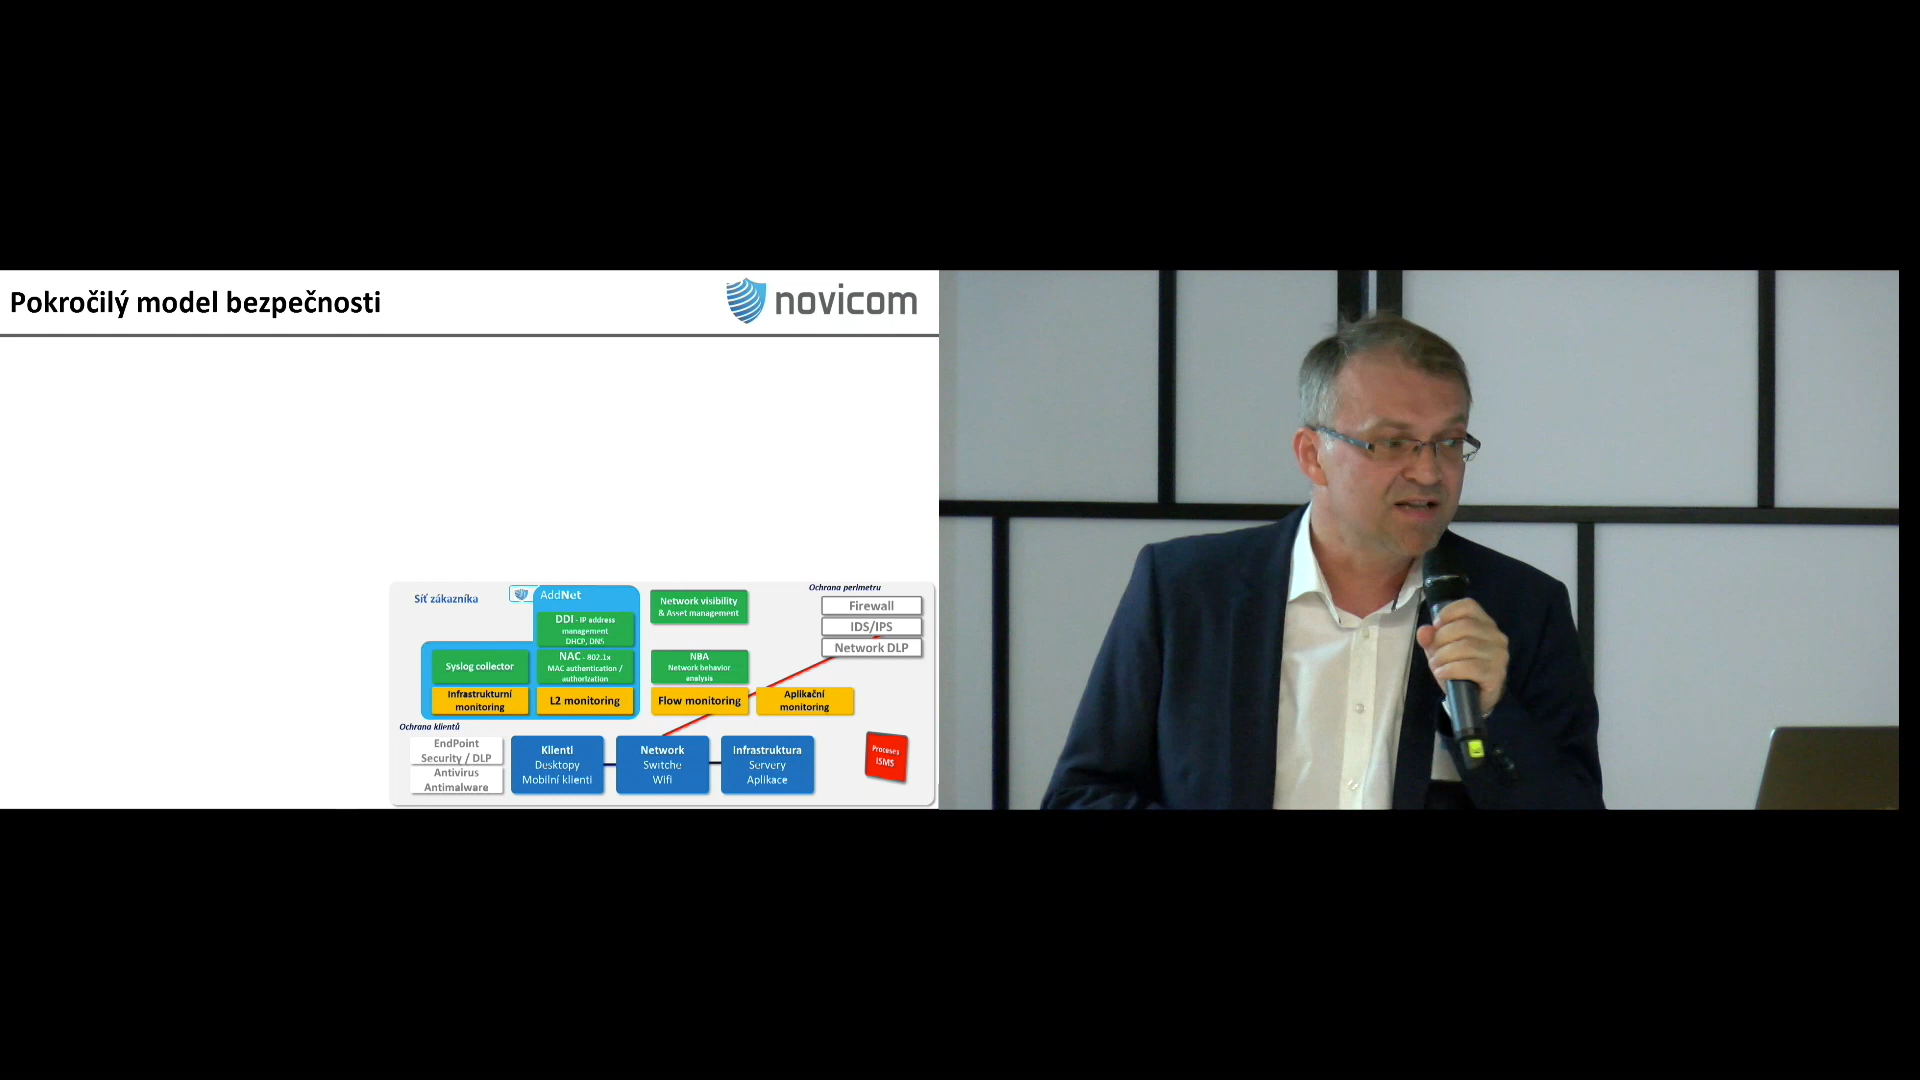 Pokročilý model bezpečnosti
novicom
Síť zákazníka
AddNet
DDI - IP address
management
DHCP, DNS
Network visibility
& Asset management
Ochrana perimetru
Firewall
IDS/IPS
Network DLP
Syslog collector
NAC - 802.1x
MAC authentication /
authorization
NBA
Network behavior
analysis
Infrastrukturní
monitoring
L2 monitoring
Flow monitoring
Aplikační
monitoring
Ochrana klientů
EndPoint
Security / DLP
Antivirus
Antimalware
Klienti
Desktopy
Mobilní klienti
Network
Switche
Wifi
Infrastruktura
Servery
Aplikace
Proceses
ISMS